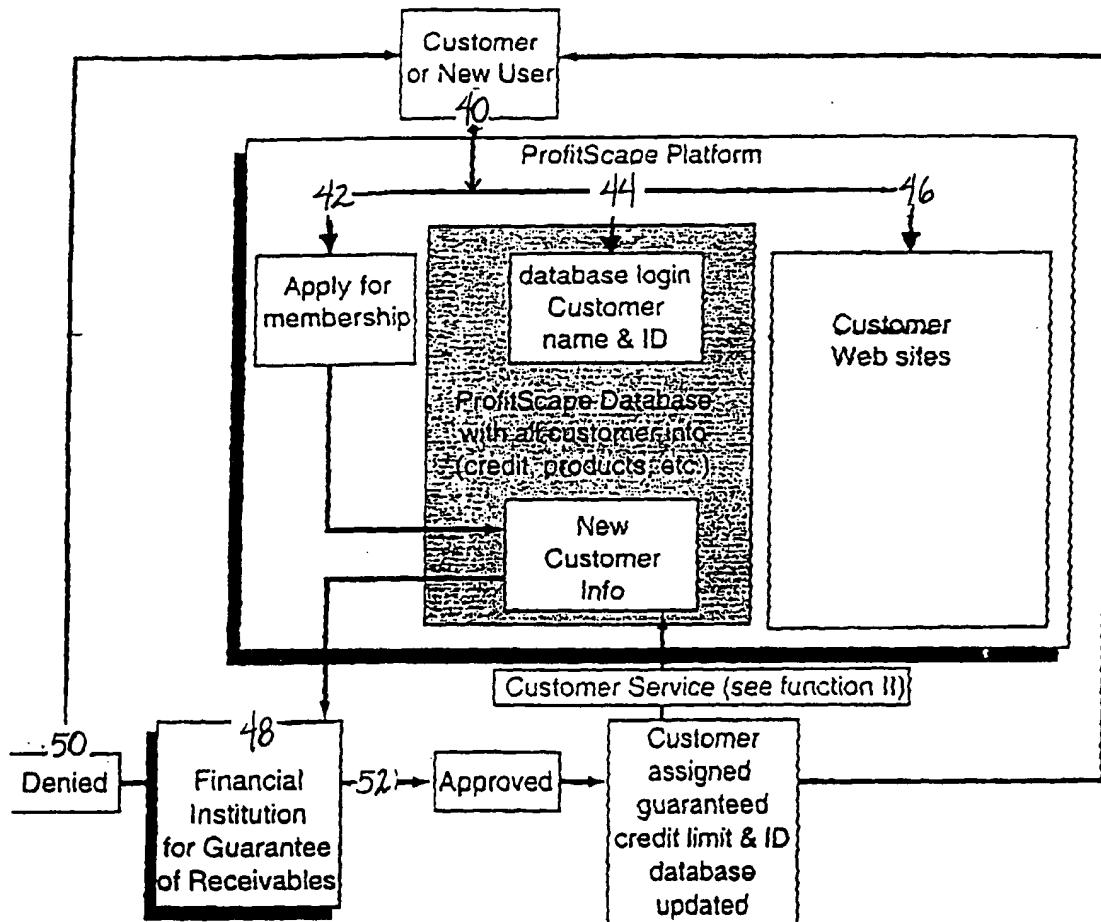 Customer
or New User
40
ProfitScape Platform
42
44
46
Apply for
membership
database login
Customer
name & ID
Customer
Web sites
ProfitScape Database
with all customer info
(credit, products, etc.)
New
Customer
Info
Customer Service (see function II)
50
Denied
48
Financial
Institution
for Guarantee
of Receivables
52
Approved
Customer
assigned
guaranteed
credit limit & ID
database
updated